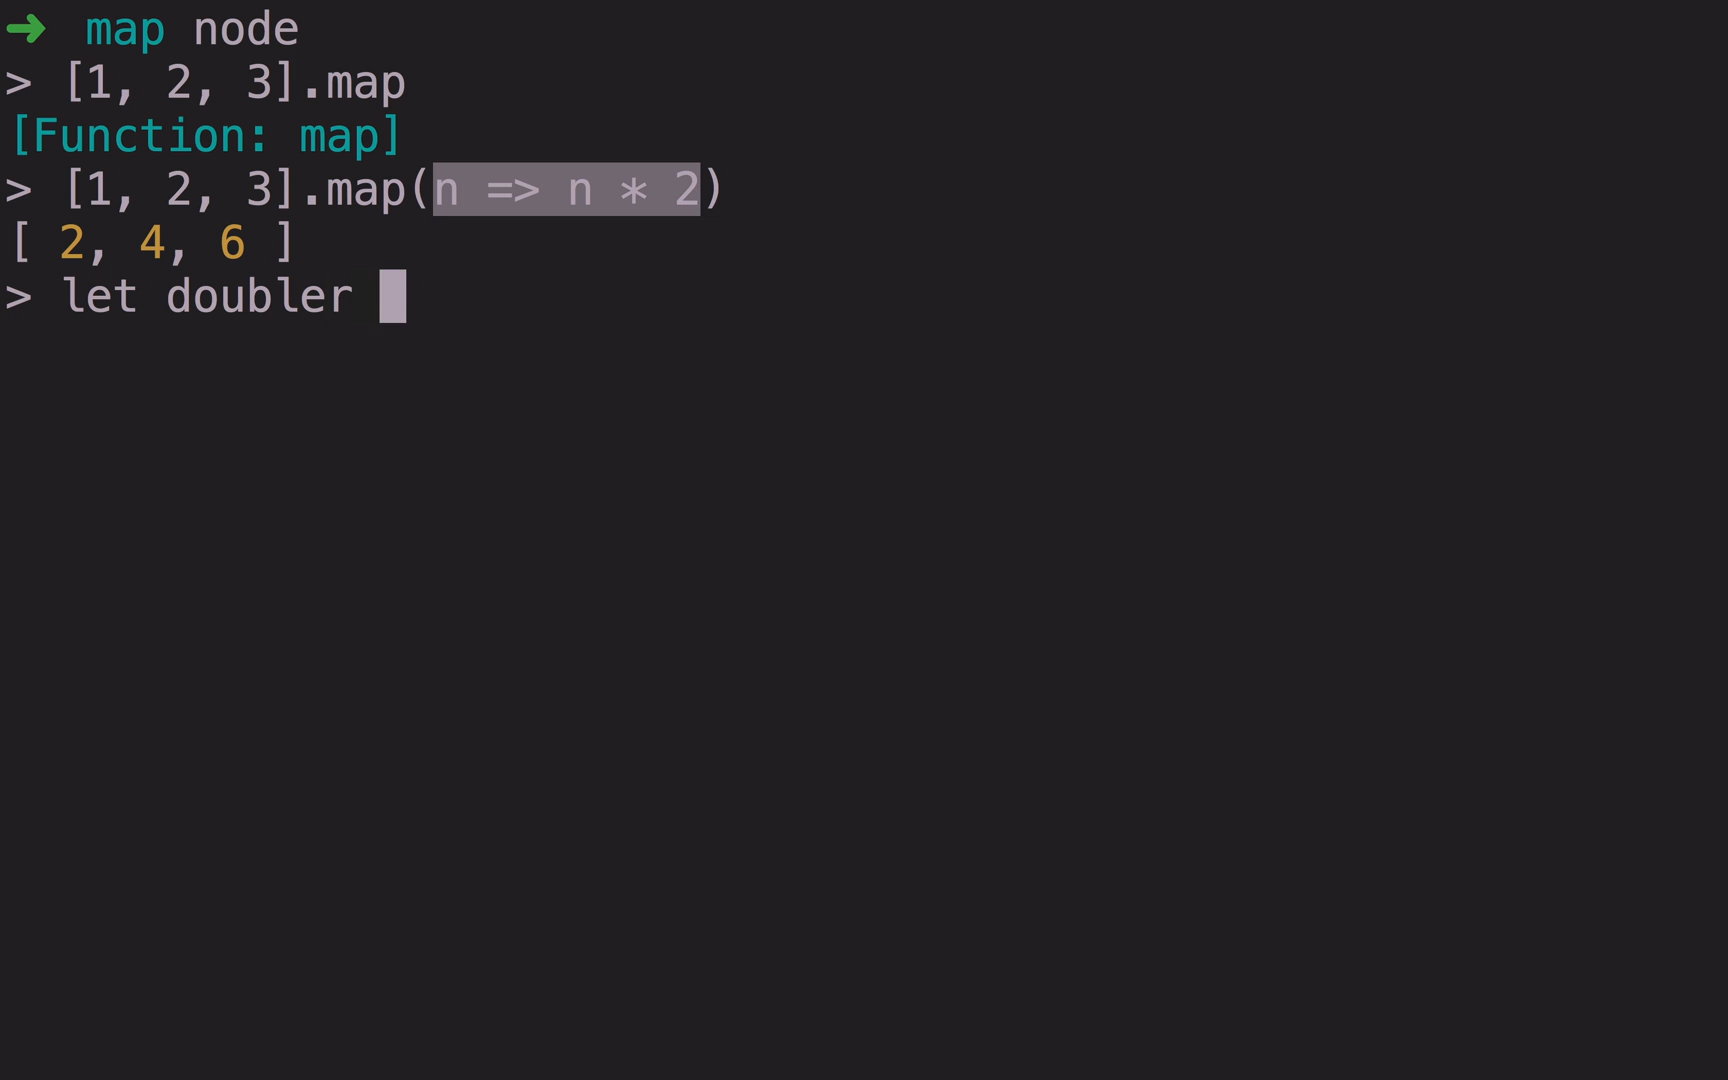 ➜ map node
> [1, 2, 3].map
[Function: map]
> [1, 2, 3].map(n => n * 2)
[ 2, 4, 6 ]
> let doubler